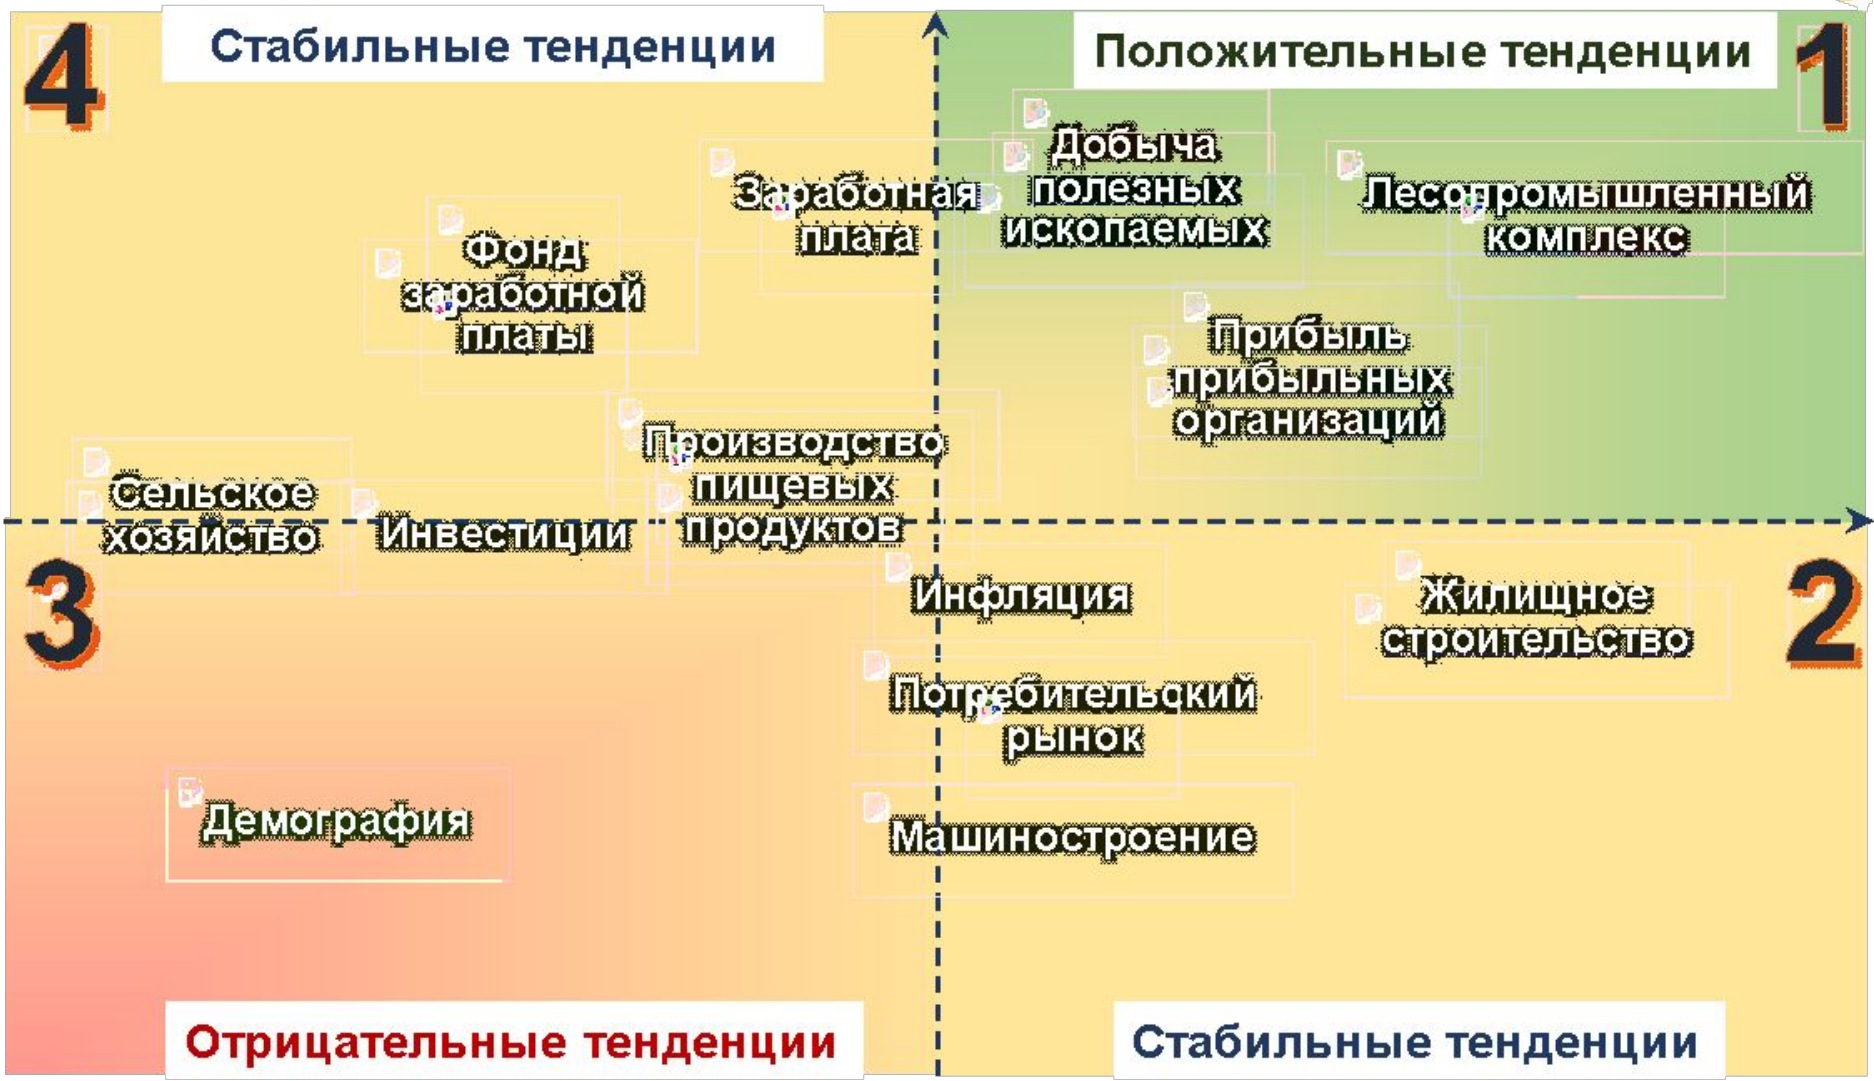 4
Стабильные тенденции
Положительные тенденции
1
Добыча
полезных
ископаемых
Лесопромышленный
комплекс
Заработная
плата
Фонд
заработной
платы
Прибыль
прибыльных
организаций
Производство
пищевых
продуктов
Сельское
хозяйство
Инвестиции
3
Инфляция
Жилищное
строительство
2
Потребительский
рынок
Демография
Машиностроение
Отрицательные тенденции
Стабильные тенденции